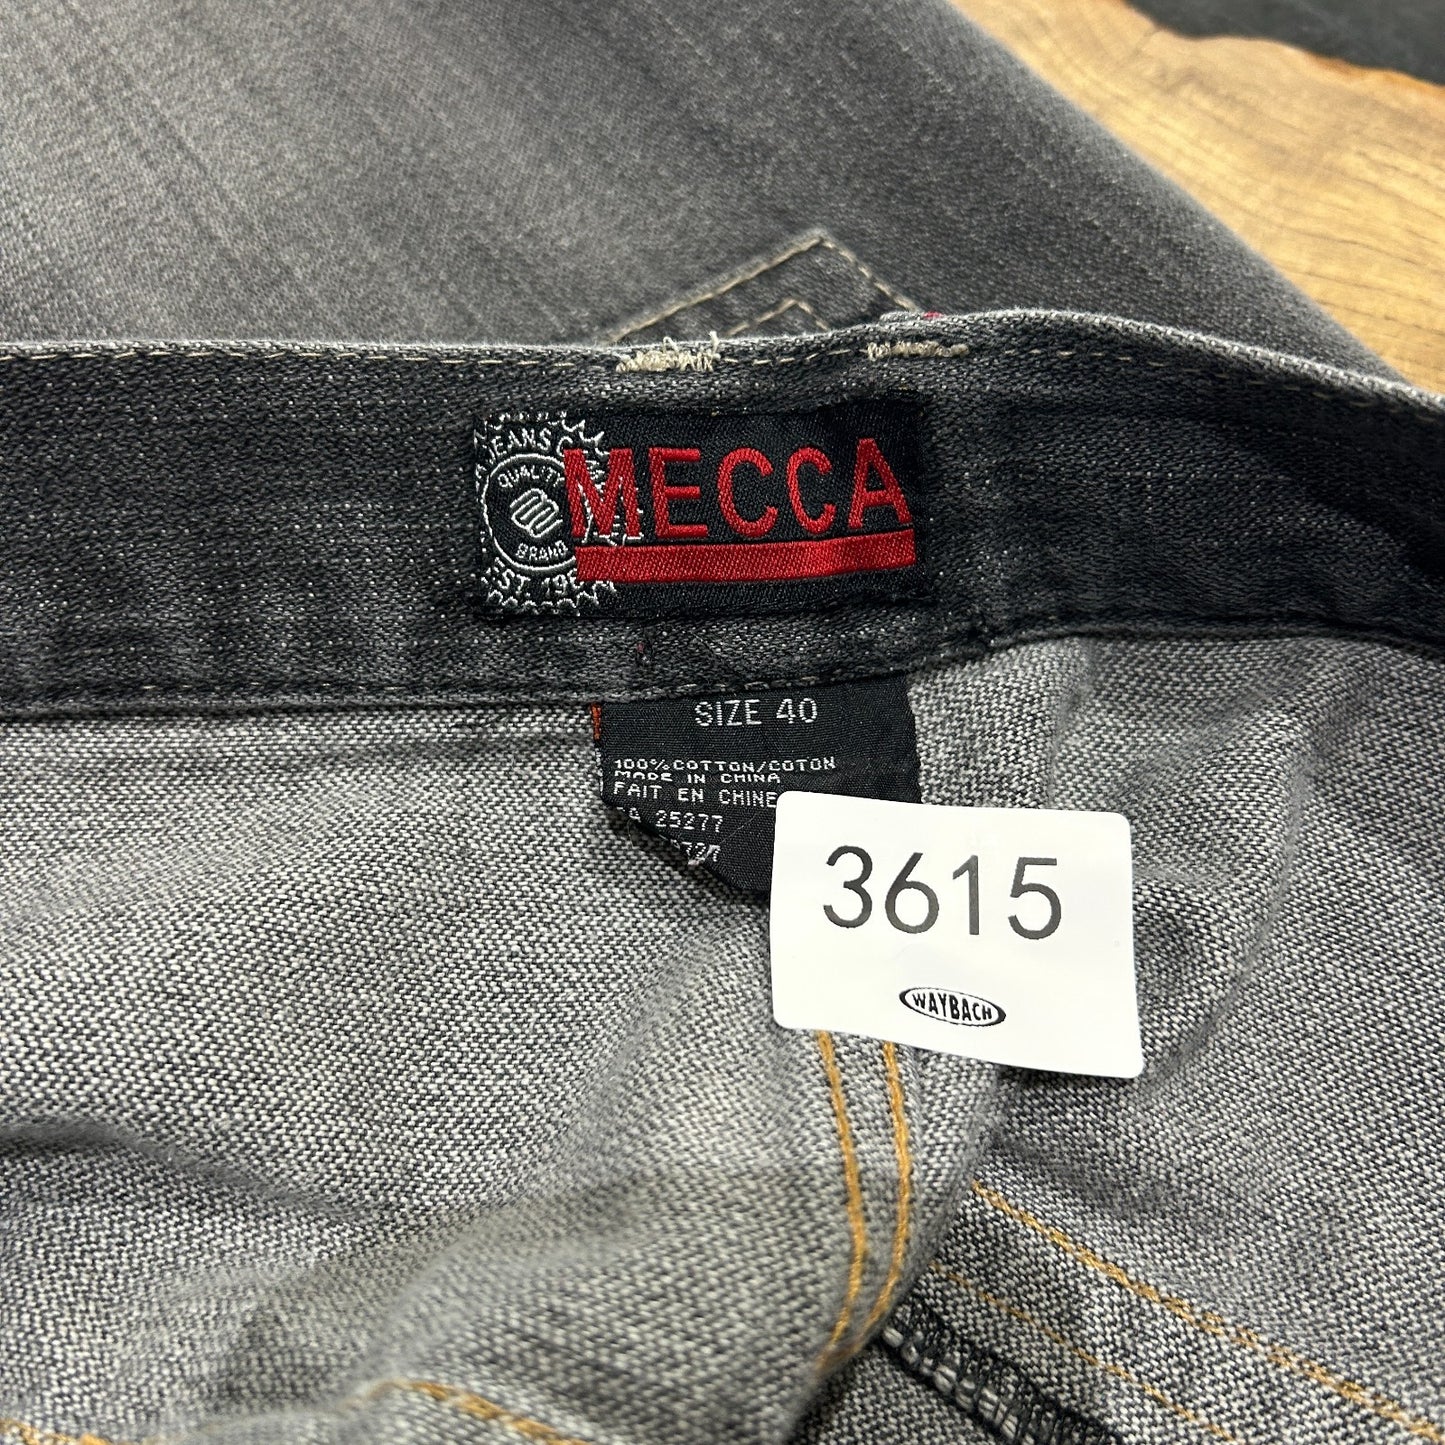 JEANS
QUALITY
BRAND
EST.
MECCA
SIZE 40
100%COTTON/COTON
MADE IN CHINA
FAIT EN CHINE
25277
3615
WAYBACH